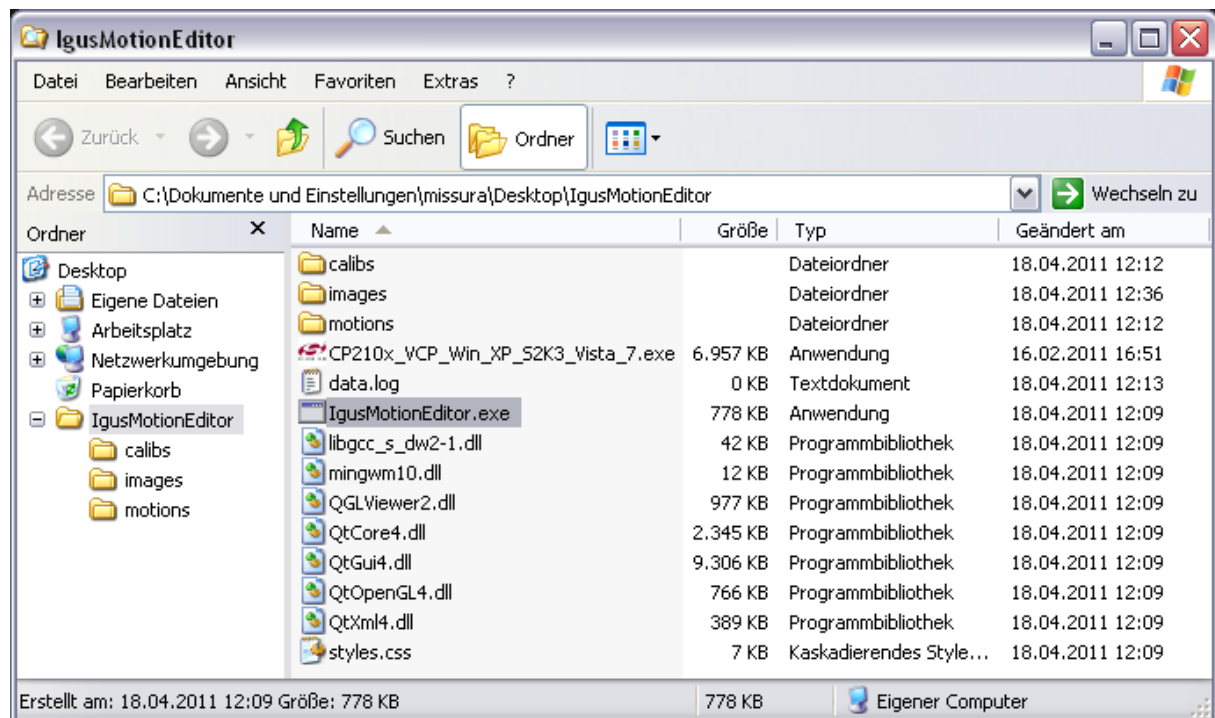 IgusMotionEditor
Datei Bearbeiten Ansicht Favoriten Extras ?
Zurück Suchen Ordner
Adresse C:\Dokumente und Einstellungen\missura\Desktop\IgusMotionEditor Wechseln zu
Ordner Name Größe Typ Geändert am
Desktop
Eigene Dateien
Arbeitsplatz
Netzwerkumgebung
Papierkorb
IgusMotionEditor
calibs
images
motions
calibs Dateiordner 18.04.2011 12:12
images Dateiordner 18.04.2011 12:36
motions Dateiordner 18.04.2011 12:12
CP210x_VCP_Win_XP_S2K3_Vista_7.exe 6.957 KB Anwendung 16.02.2011 16:51
data.log 0 KB Textdokument 18.04.2011 12:13
IgusMotionEditor.exe 778 KB Anwendung 18.04.2011 12:09
libgcc_s_dw2-1.dll 42 KB Programmbibliothek 18.04.2011 12:09
mingwm10.dll 12 KB Programmbibliothek 18.04.2011 12:09
QGLViewer2.dll 977 KB Programmbibliothek 18.04.2011 12:09
QtCore4.dll 2.345 KB Programmbibliothek 18.04.2011 12:09
QtGui4.dll 9.306 KB Programmbibliothek 18.04.2011 12:09
QtOpenGL4.dll 766 KB Programmbibliothek 18.04.2011 12:09
QtXml4.dll 389 KB Programmbibliothek 18.04.2011 12:09
styles.css 7 KB Kaskadierendes Style... 18.04.2011 12:09
Erstellt am: 18.04.2011 12:09 Größe: 778 KB 778 KB Eigener Computer